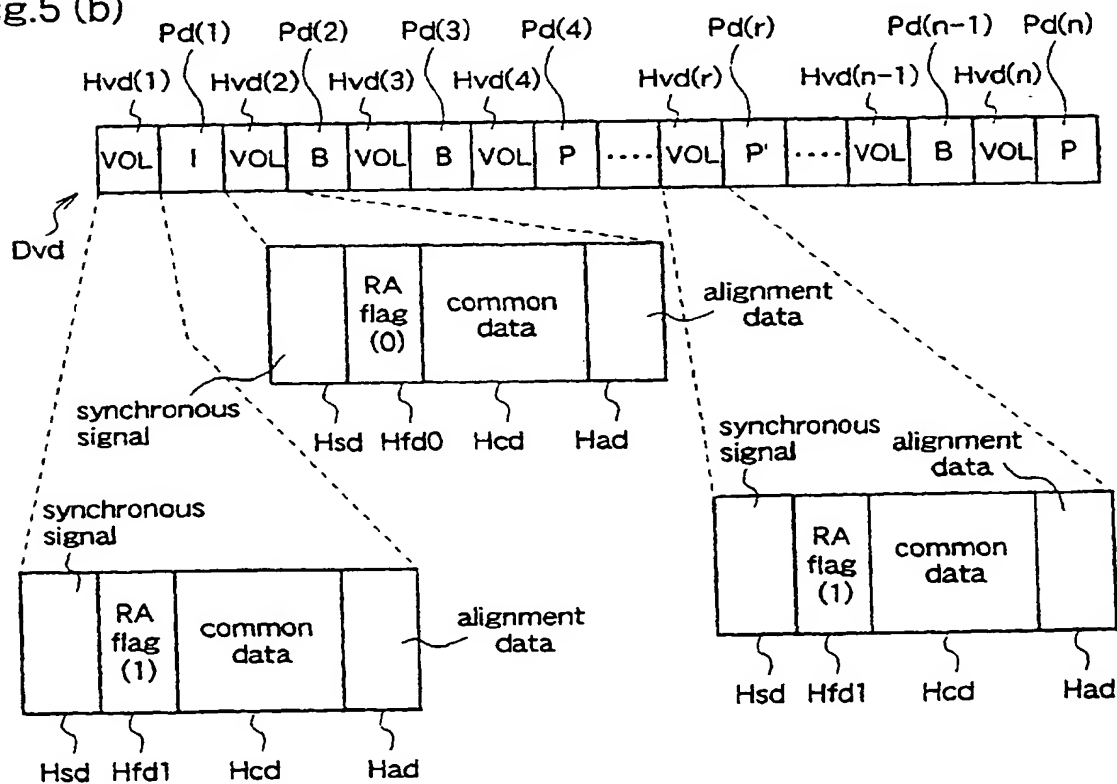 g.5 (b)
Pd(1) Pd(2) Pd(3) Pd(4) Pd(r) Pd(n-1) Pd(n)
Hvd(1) Hvd(2) Hvd(3) Hvd(4) Hvd(r) Hvd(n-1) Hvd(n)
VOL I VOL B VOL B VOL P ···· VOL P' ···· VOL B VOL P
Dvd
RA
flag
(0)
common
data
alignment
data
synchronous
signal
Hsd Hfd0 Hcd Had
synchronous
signal
alignment
data
RA
flag
(1)
common
data
Hsd Hfd1 Hcd Had
synchronous
signal
RA
flag
(1)
common
data
alignment
data
Hsd Hfd1 Hcd Had